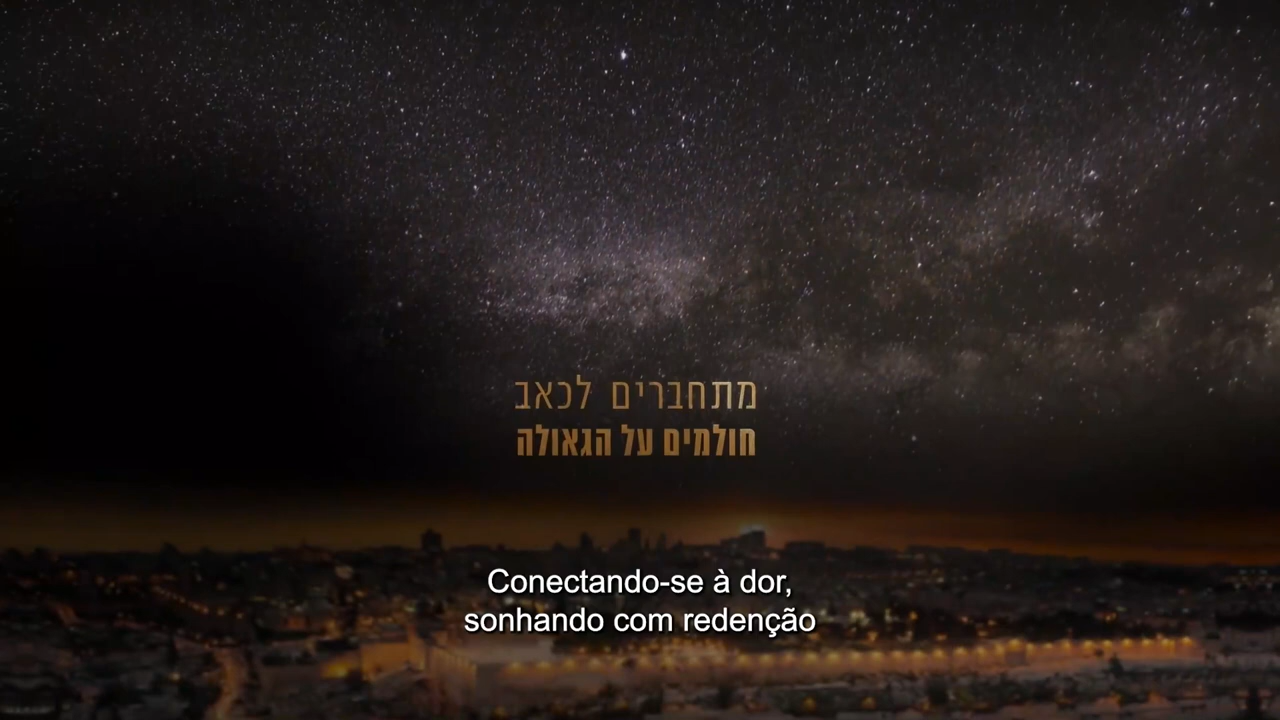 מתחברים לכאב
חולמים על הגאולה
Conectando-se à dor,
sonhando com redenção